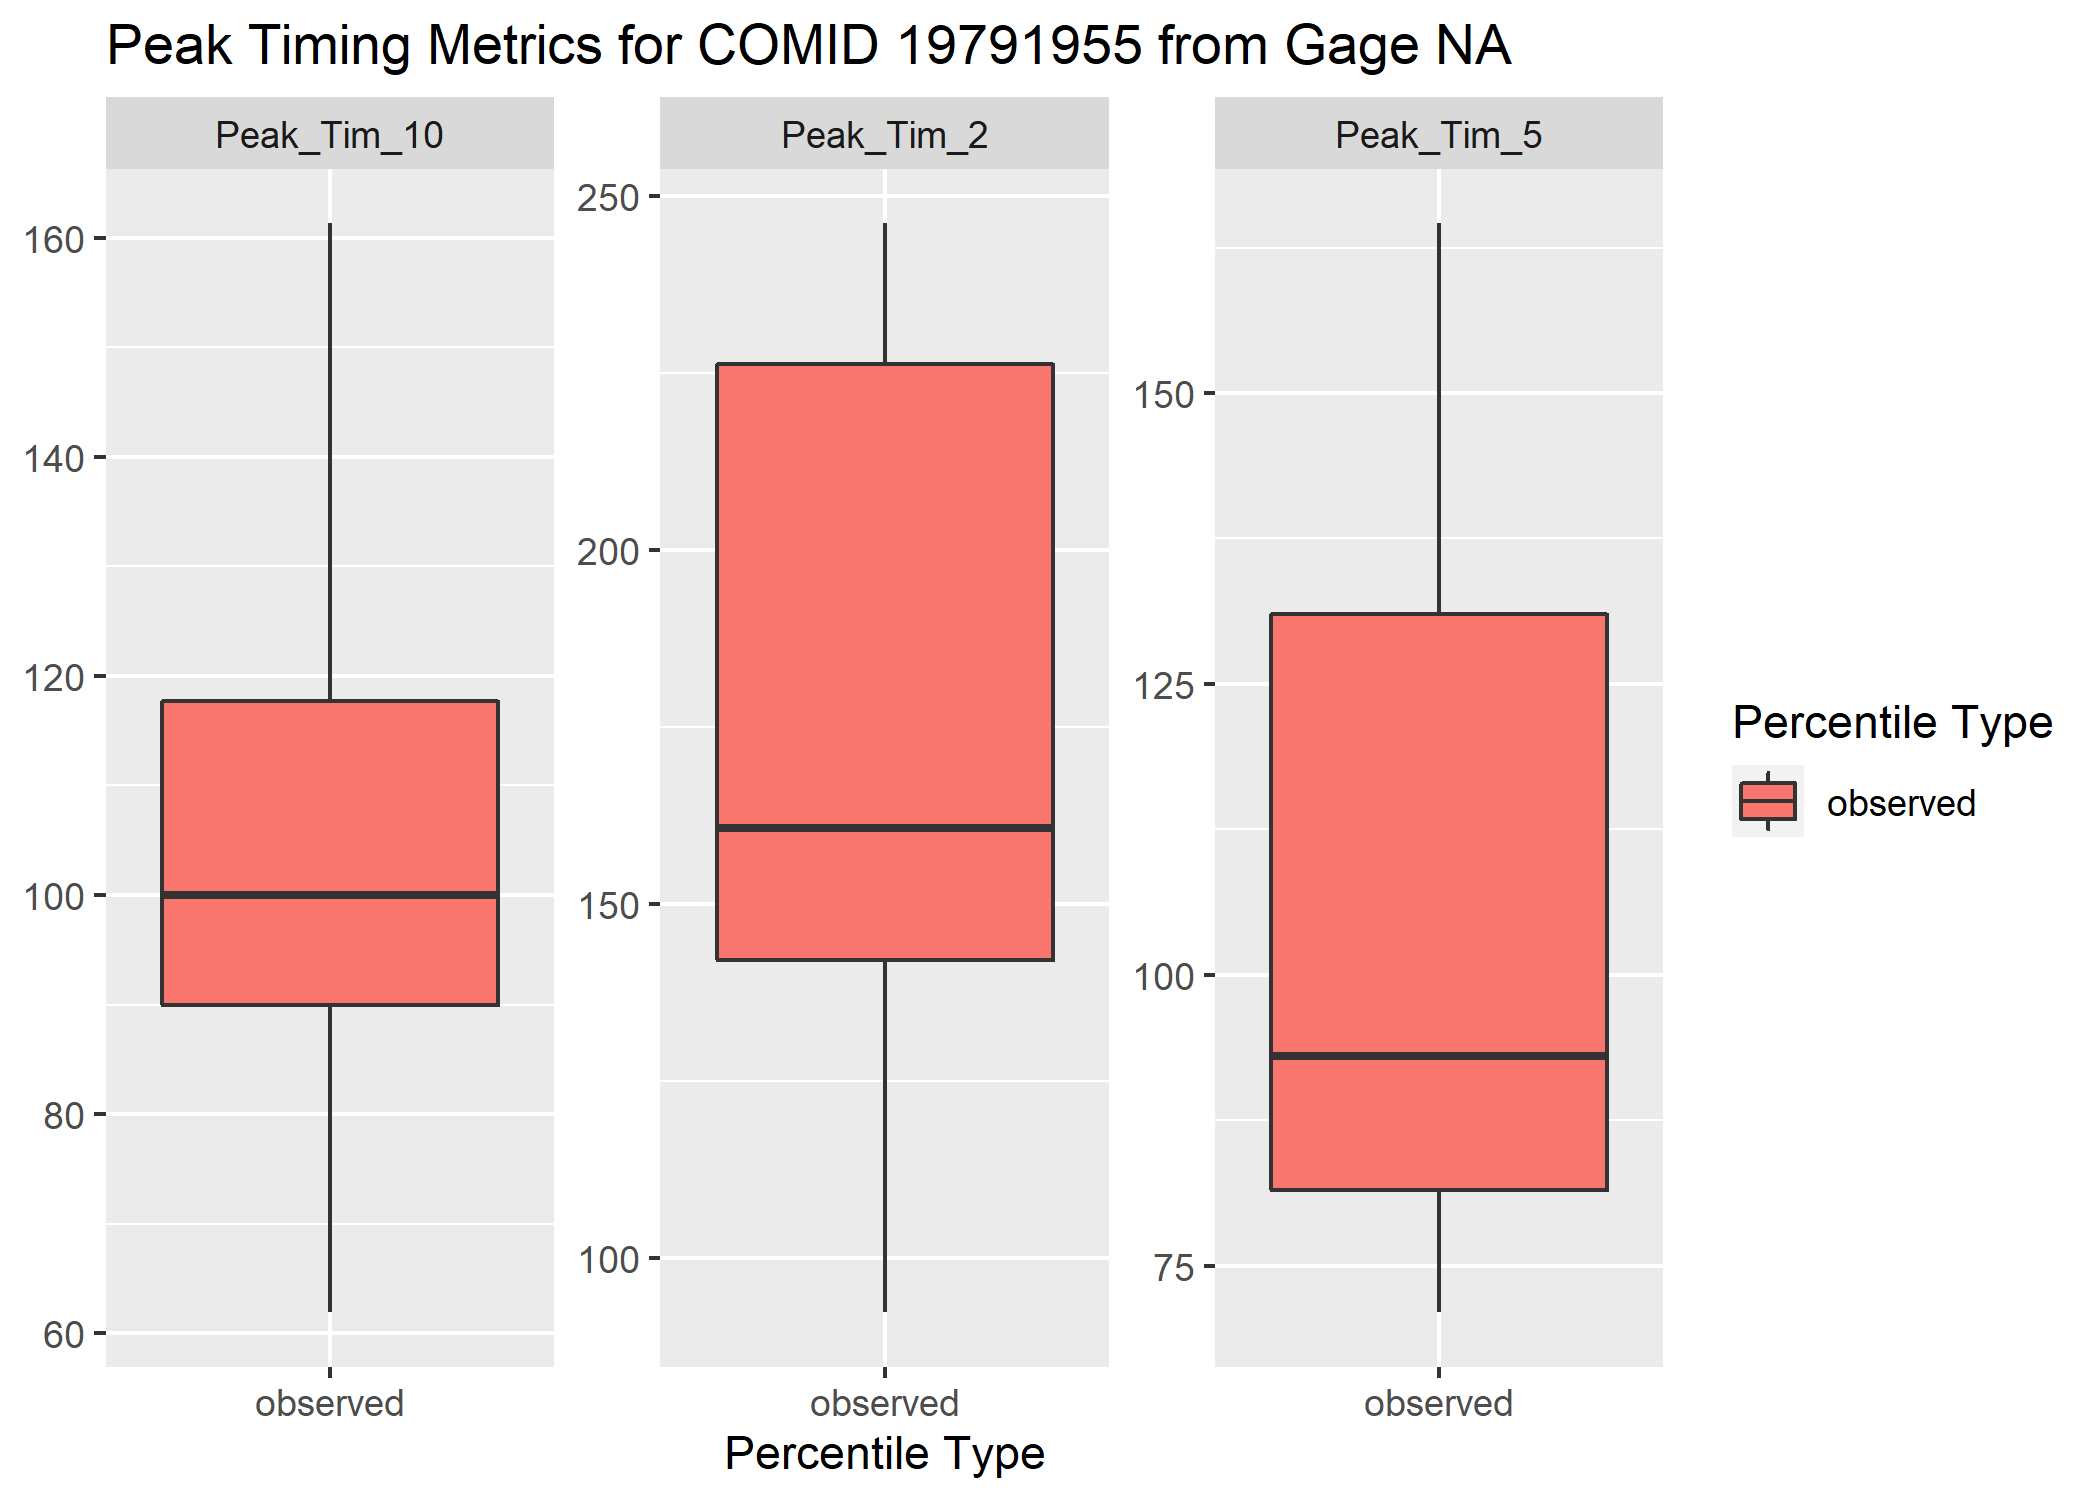 Peak Timing Metrics for COMID 19791955 from Gage NA
Peak_Tim_10
Peak_Tim_2
Peak_Tim_5
160
140
120
100
80
60
250
200
150
100
150
125
100
75
observed
observed
observed
Percentile Type
Percentile Type
observed